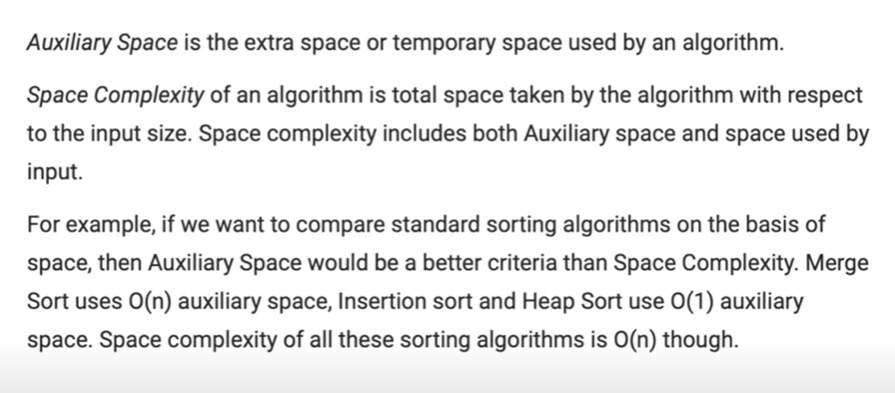 Auxiliary Space is the extra space or temporary space used by an algorithm.
Space Complexity of an algorithm is total space taken by the algorithm with respect
to the input size. Space complexity includes both Auxiliary space and space used by
input.
For example, if we want to compare standard sorting algorithms on the basis of
space, then Auxiliary Space would be a better criteria than Space Complexity. Merge
Sort uses O(n) auxiliary space, Insertion sort and Heap Sort use O(1) auxiliary
space. Space complexity of all these sorting algorithms is O(n) though.